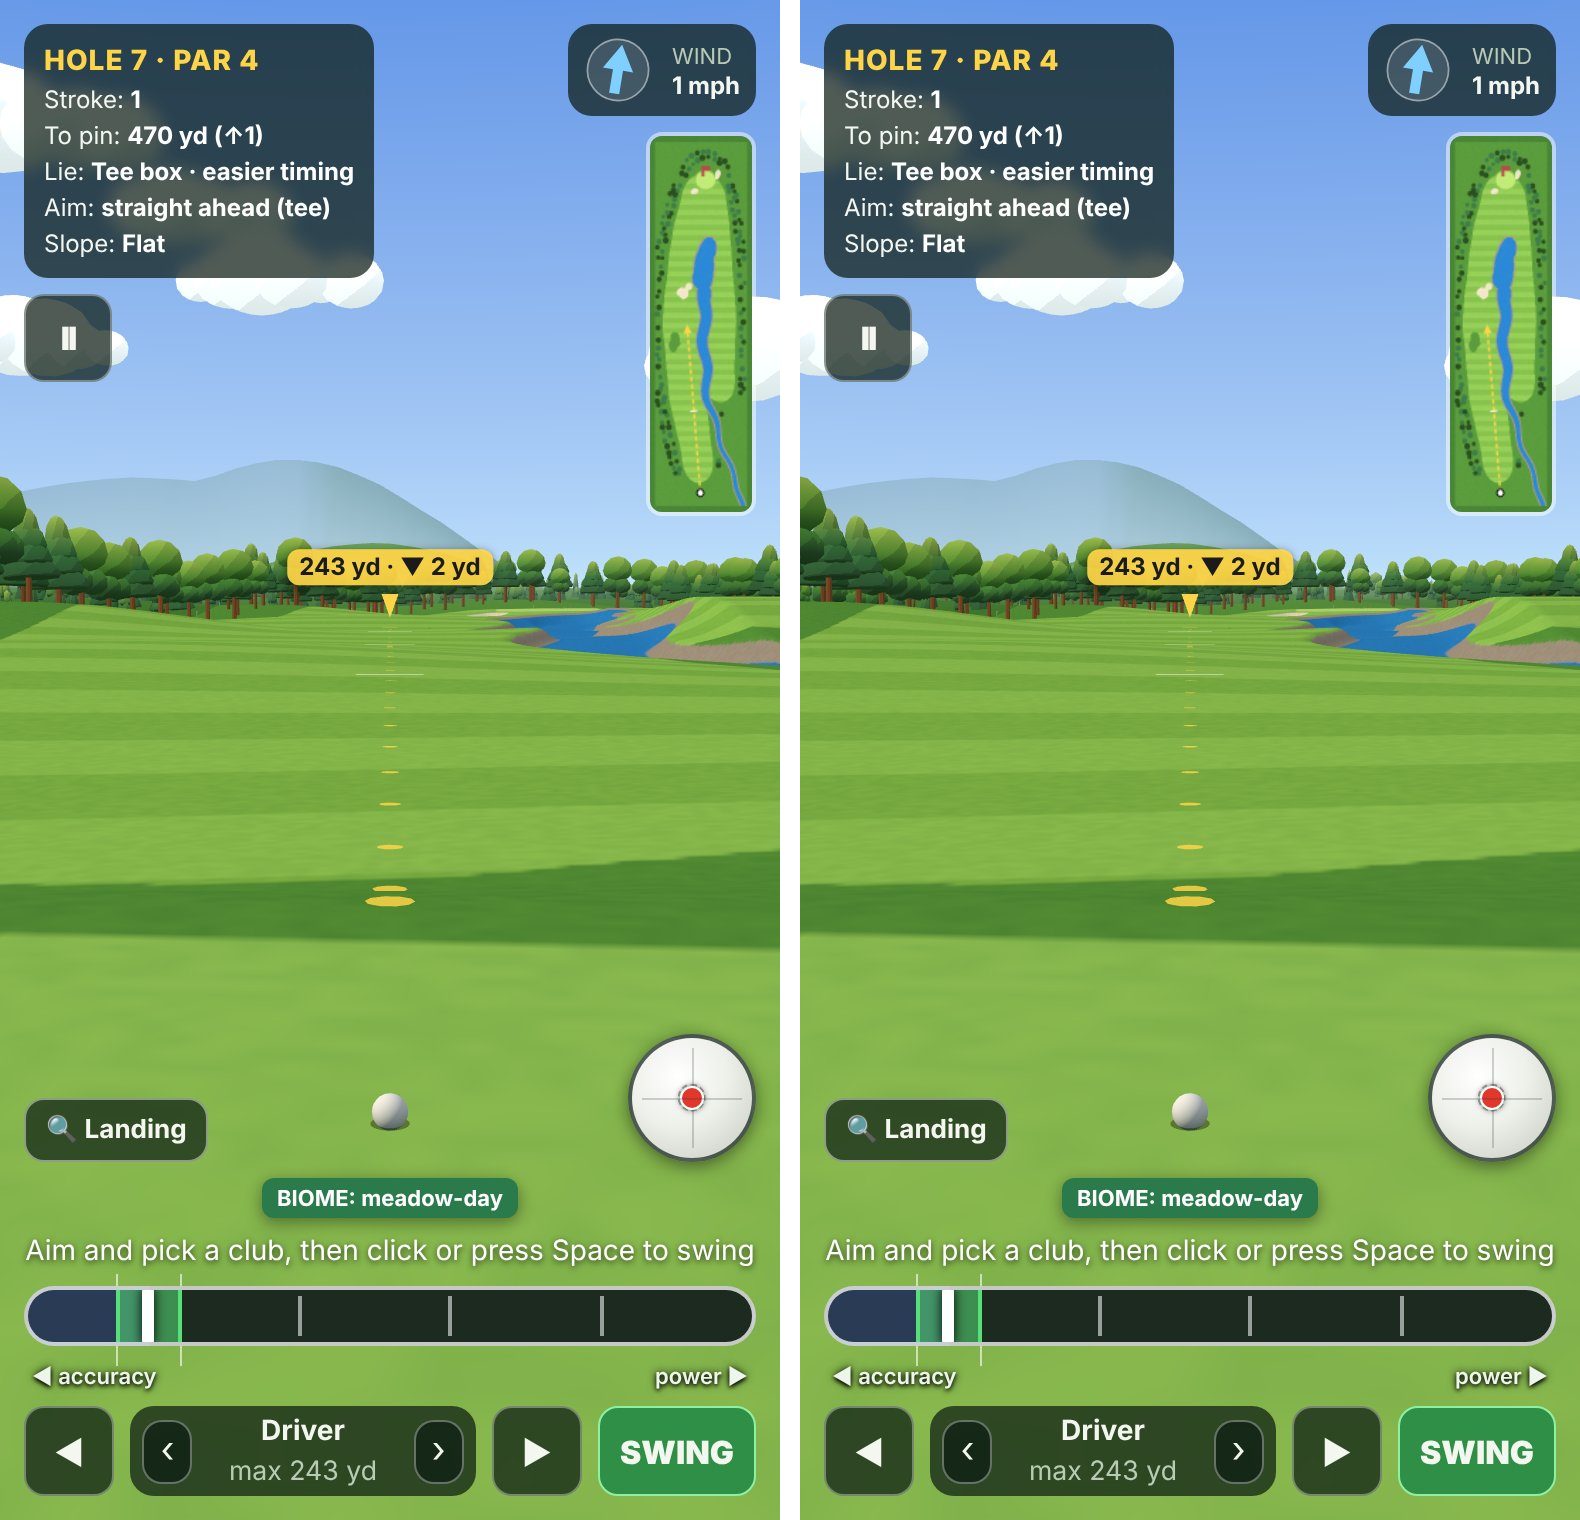 HOLE 7 · PAR 4
Stroke: 1
To pin: 470 yd (↑1)
Lie: Tee box · easier timing
Aim: straight ahead (tee)
Slope: Flat
WIND
1 mph
243 yd · ▼ 2 yd
🔍 Landing
BIOME: meadow-day
Aim and pick a club, then click or press Space to swing
◀ accuracy
power ▶
◀
‹
Driver
max 243 yd
›
▶
SWING
HOLE 7 · PAR 4
Stroke: 1
To pin: 470 yd (↑1)
Lie: Tee box · easier timing
Aim: straight ahead (tee)
Slope: Flat
WIND
1 mph
243 yd · ▼ 2 yd
🔍 Landing
BIOME: meadow-day
Aim and pick a club, then click or press Space to swing
◀ accuracy
power ▶
◀
‹
Driver
max 243 yd
›
▶
SWING